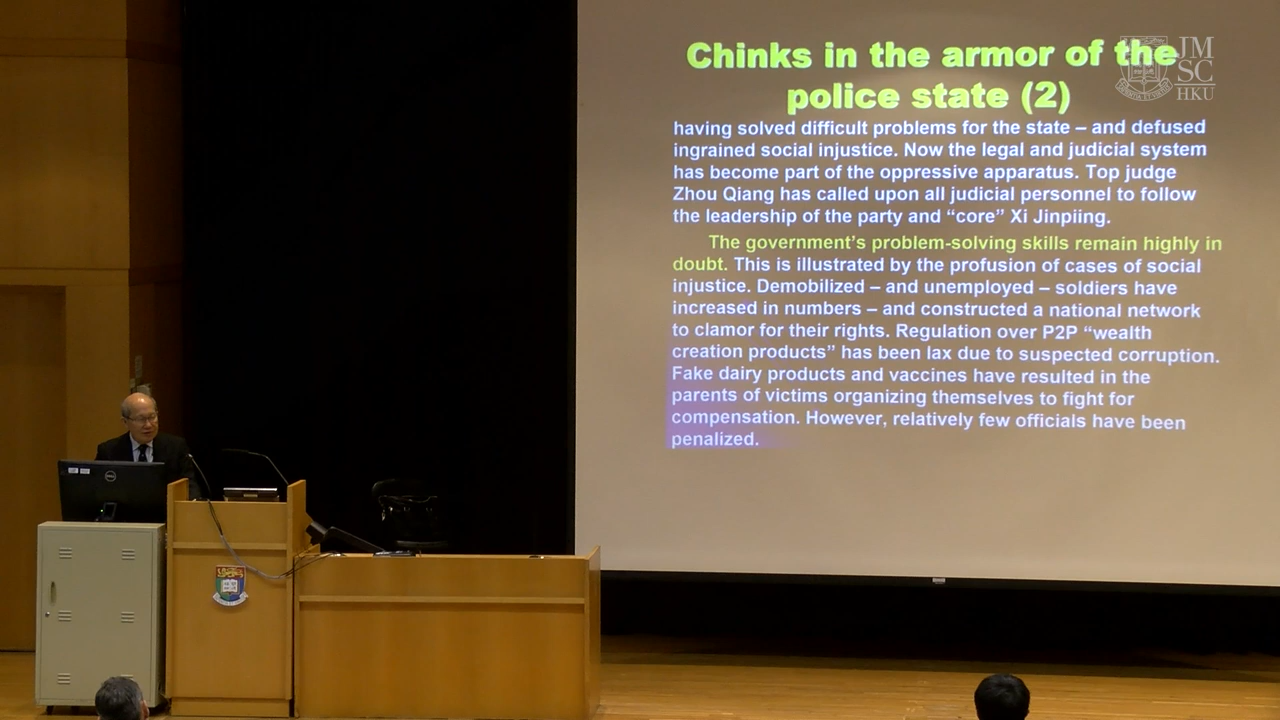 Chinks in the armor of the
police state (2)
JM
SC
HKU
having solved difficult problems for the state – and defused
ingrained social injustice. Now the legal and judicial system
has become part of the oppressive apparatus. Top judge
Zhou Qiang has called upon all judicial personnel to follow
the leadership of the party and “core” Xi Jinpiing.
The government’s problem-solving skills remain highly in
doubt. This is illustrated by the profusion of cases of social
injustice. Demobilized – and unemployed – soldiers have
increased in numbers – and constructed a national network
to clamor for their rights. Regulation over P2P “wealth
creation products” has been lax due to suspected corruption.
Fake dairy products and vaccines have resulted in the
parents of victims organizing themselves to fight for
compensation. However, relatively few officials have been
penalized.
DELL